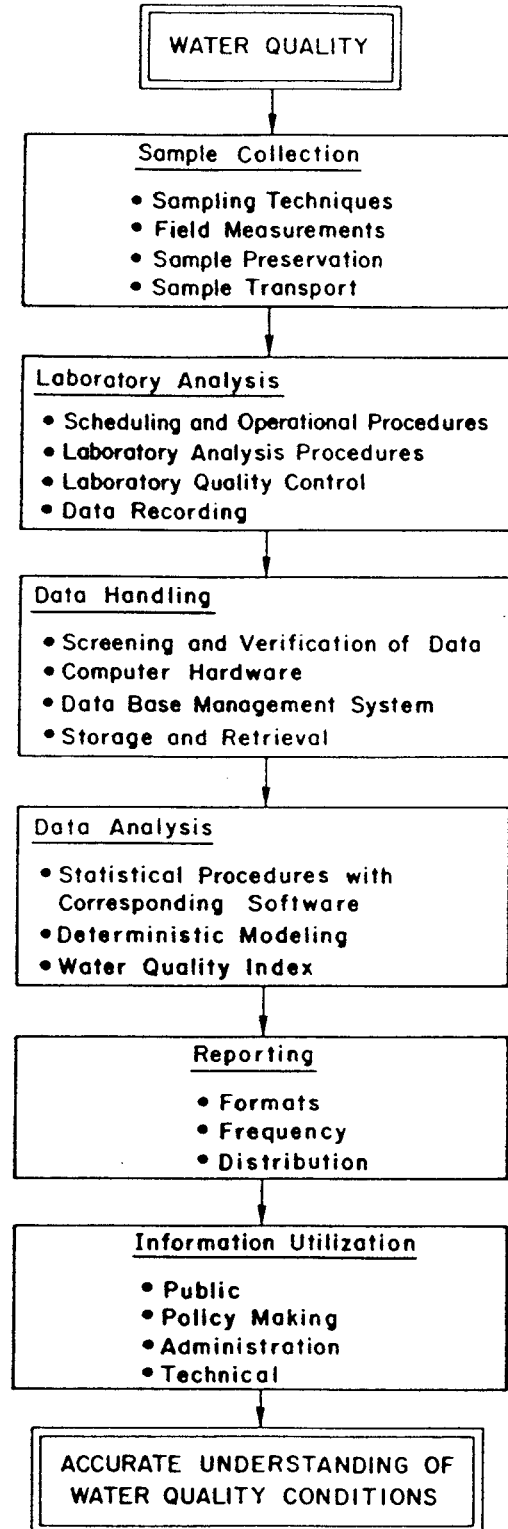 WATER QUALITY
Sample Collection
• Sampling Techniques
• Field Measurements
• Sample Preservation
• Sample Transport
Laboratory Analysis
• Scheduling and Operational Procedures
• Laboratory Analysis Procedures
• Laboratory Quality Control
• Data Recording
Data Handling
• Screening and Verification of Data
• Computer Hardware
• Data Base Management System
• Storage and Retrieval
Data Analysis
• Statistical Procedures with
Corresponding Software
• Deterministic Modeling
• Water Quality Index
Reporting
• Formats
• Frequency
• Distribution
Information Utilization
• Public
• Policy Making
• Administration
• Technical
ACCURATE UNDERSTANDING OF
WATER QUALITY CONDITIONS